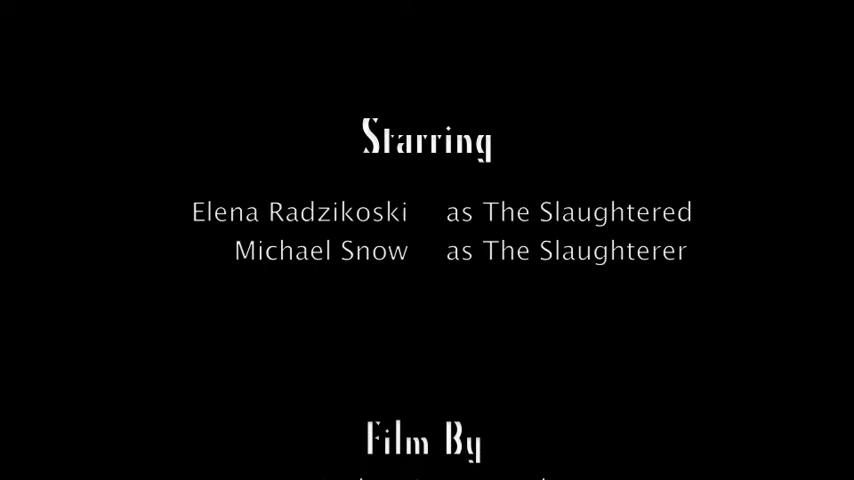 Starring
Elena Radzikoski as The Slaughtered
Michael Snow as The Slaughterer
Film By